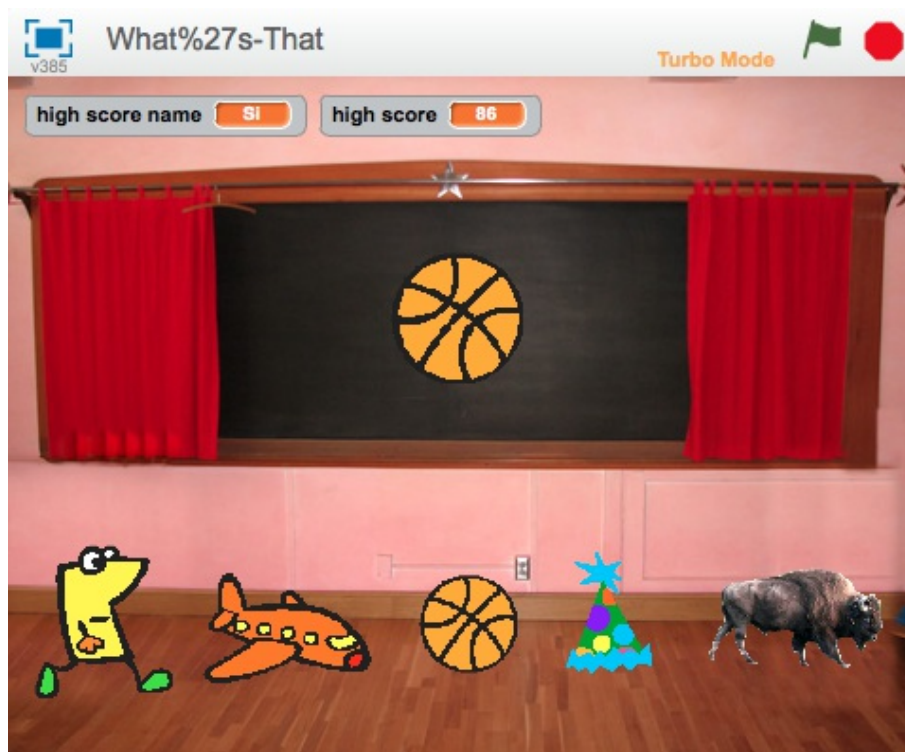 What%27s-That
v385
Turbo Mode
high score name Si
high score 86